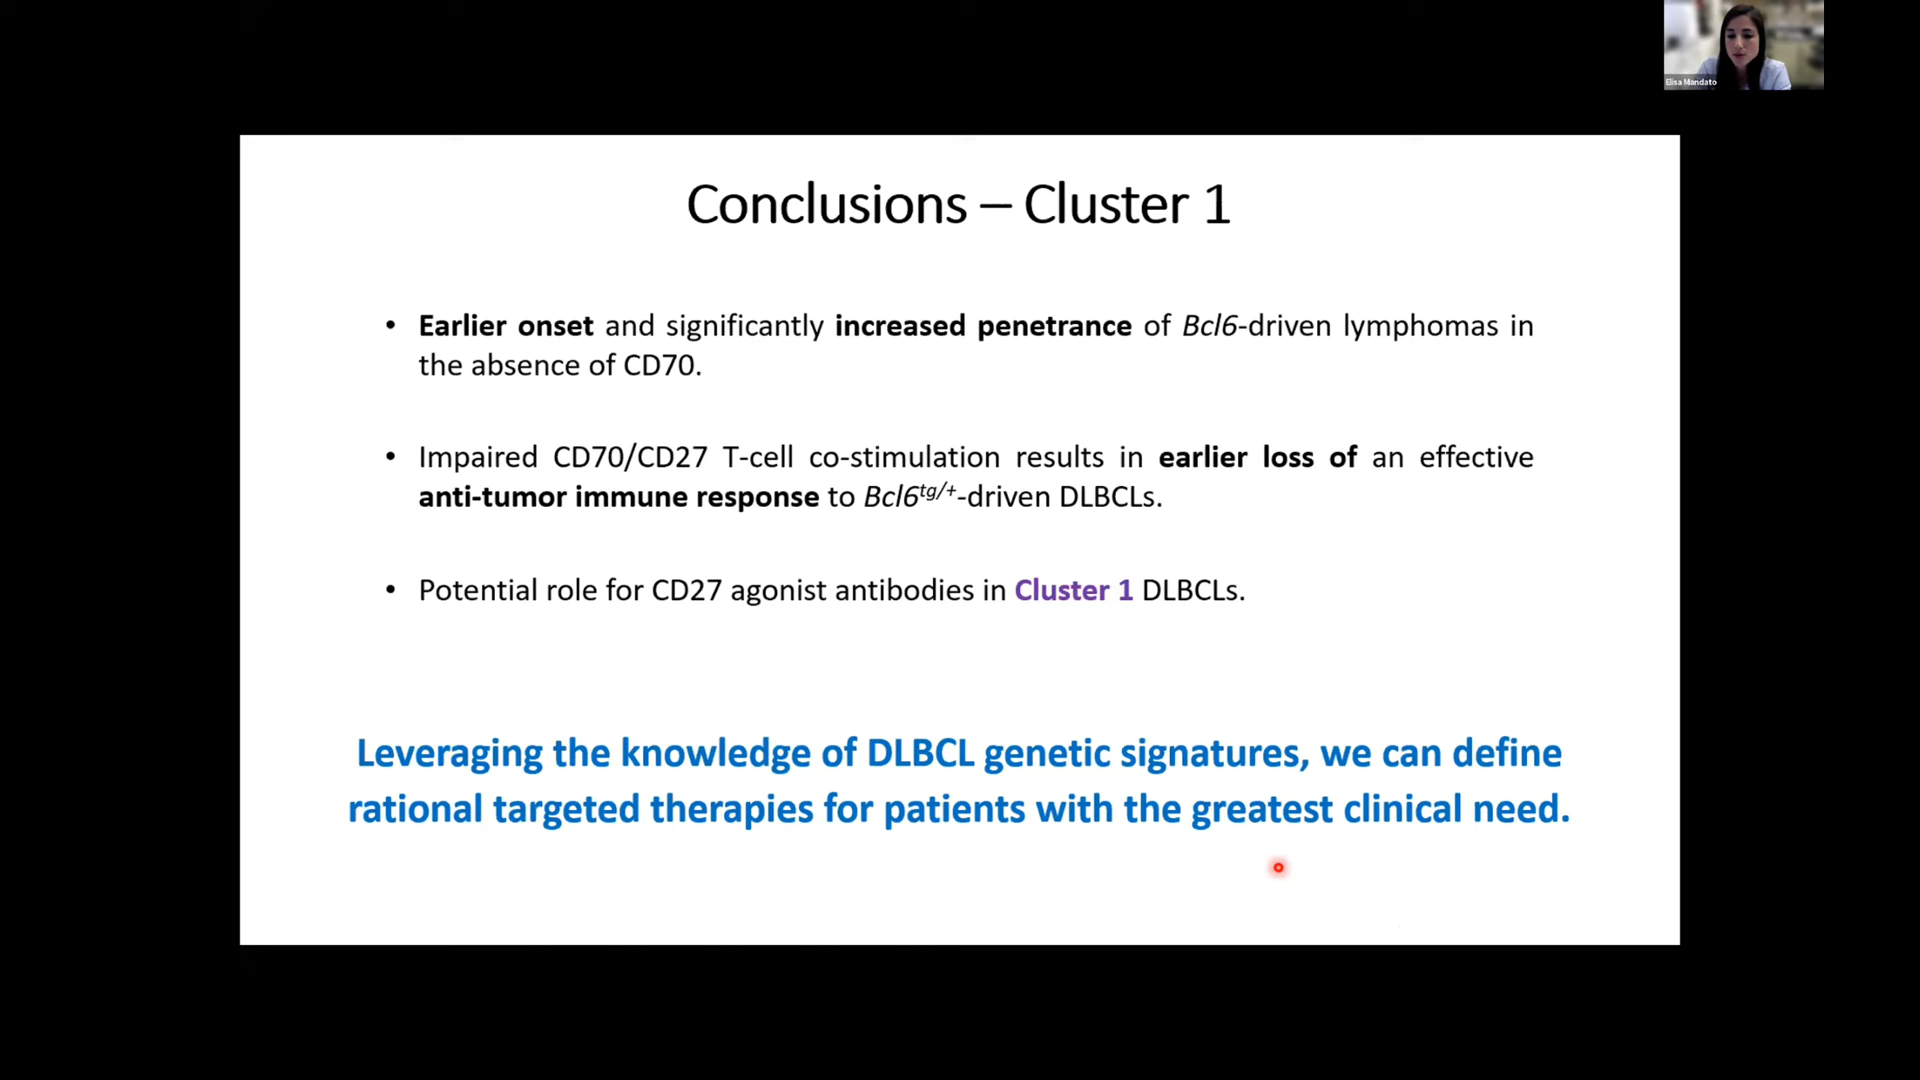 Elisa Mandato
Conclusions – Cluster 1
• Earlier onset and significantly increased penetrance of Bcl6-driven lymphomas in
the absence of CD70.
• Impaired CD70/CD27 T-cell co-stimulation results in earlier loss of an effective
anti-tumor immune response to Bcl6tg/+-driven DLBCLs.
• Potential role for CD27 agonist antibodies in Cluster 1 DLBCLs.
Leveraging the knowledge of DLBCL genetic signatures, we can define
rational targeted therapies for patients with the greatest clinical need.